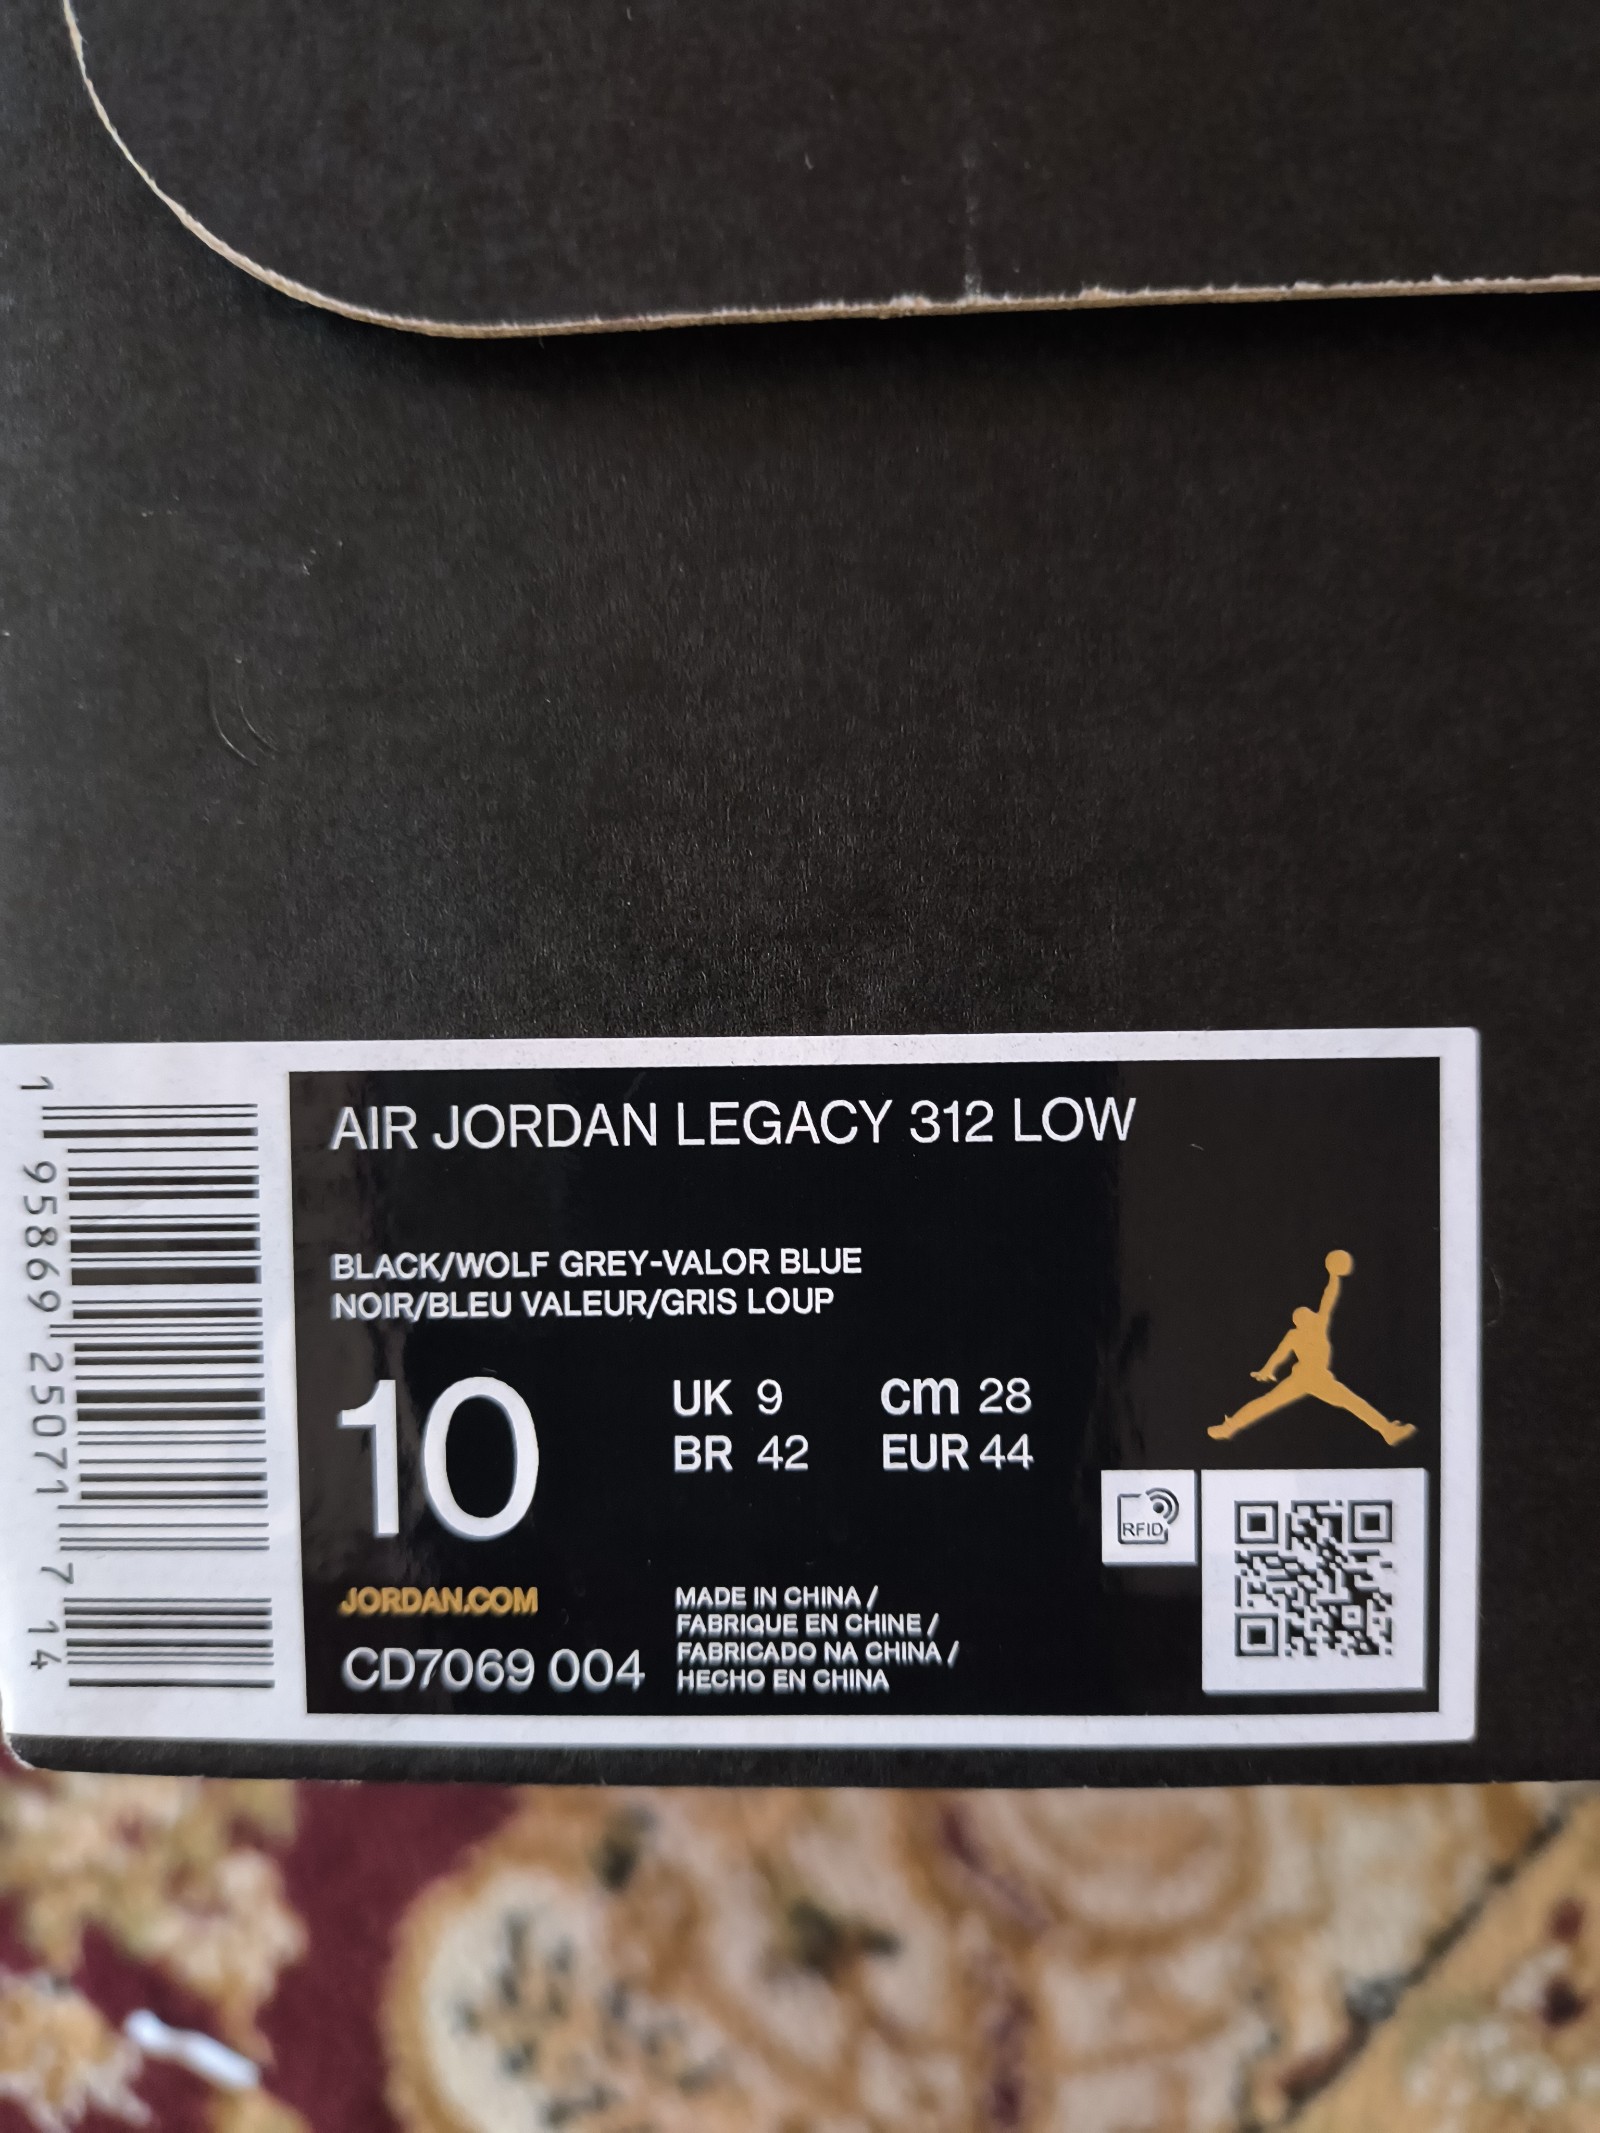 AIR JORDAN LEGACY 312 LOW
BLACK/WOLF GREY-VALOR BLUE
NOIR/BLEU VALEUR/GRIS LOUP
10
UK 9 cm 28
BR 42 EUR 44
RFID
JORDAN.COM
CD7069 004
MADE IN CHINA /
FABRIQUE EN CHINE /
FABRICADO NA CHINA /
HECHO EN CHINA
1 95869 25071 7 14